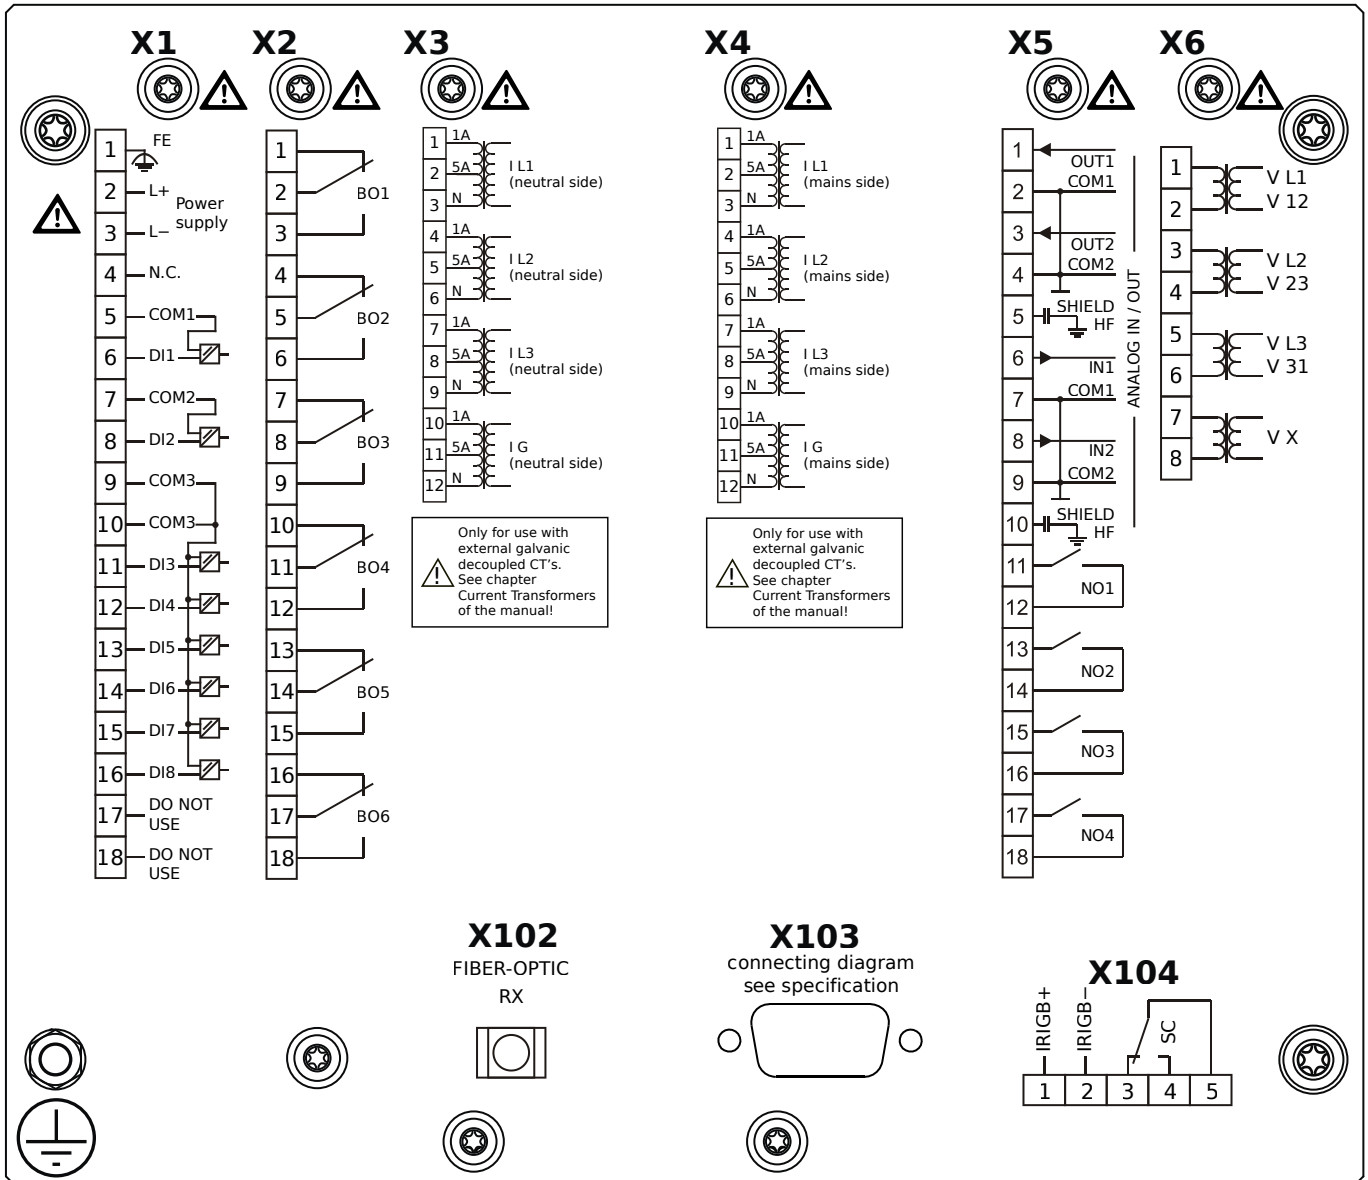 X1
X2
X3
X4
X5
X6
1 FE
2 L+
Power
supply
3 L−
4 N.C.
5 COM1
6 DI1
7 COM2
8 DI2
9 COM3
10 COM3
11 DI3
12 DI4
13 DI5
14 DI6
15 DI7
16 DI8
17 DO NOT
USE
18 DO NOT
USE
1
2 BO1
3
4
5 BO2
6
7
8 BO3
9
10
11 BO4
12
13
14 BO5
15
16
17 BO6
18
1 1A
2 5A
3 N
I L1
(neutral side)
4 1A
5 5A
6 N
I L2
(neutral side)
7 1A
8 5A
9 N
I L3
(neutral side)
10 1A
11 5A
12 N
I G
(neutral side)
Only for use with
external galvanic
decoupled CT's.
See chapter
Current Transformers
of the manual!
1 1A
2 5A
3 N
I L1
(mains side)
4 1A
5 5A
6 N
I L2
(mains side)
7 1A
8 5A
9 N
I L3
(mains side)
10 1A
11 5A
12 N
I G
(mains side)
Only for use with
external galvanic
decoupled CT's.
See chapter
Current Transformers
of the manual!
1 OUT1
2 COM1
3 OUT2
4 COM2
5 SHIELD
HF
6 IN1
7 COM1
8 IN2
9 COM2
10 SHIELD
HF
ANALOG IN / OUT
11
NO1
12
13
NO2
14
15
NO3
16
17
NO4
18
1 V L1
2 V 12
3 V L2
4 V 23
5 V L3
6 V 31
7
V X
8
X102
FIBER-OPTIC
RX
X103
connecting diagram
see specification
X104
IRIGB+
IRIGB−
SC
1 2 3 4 5